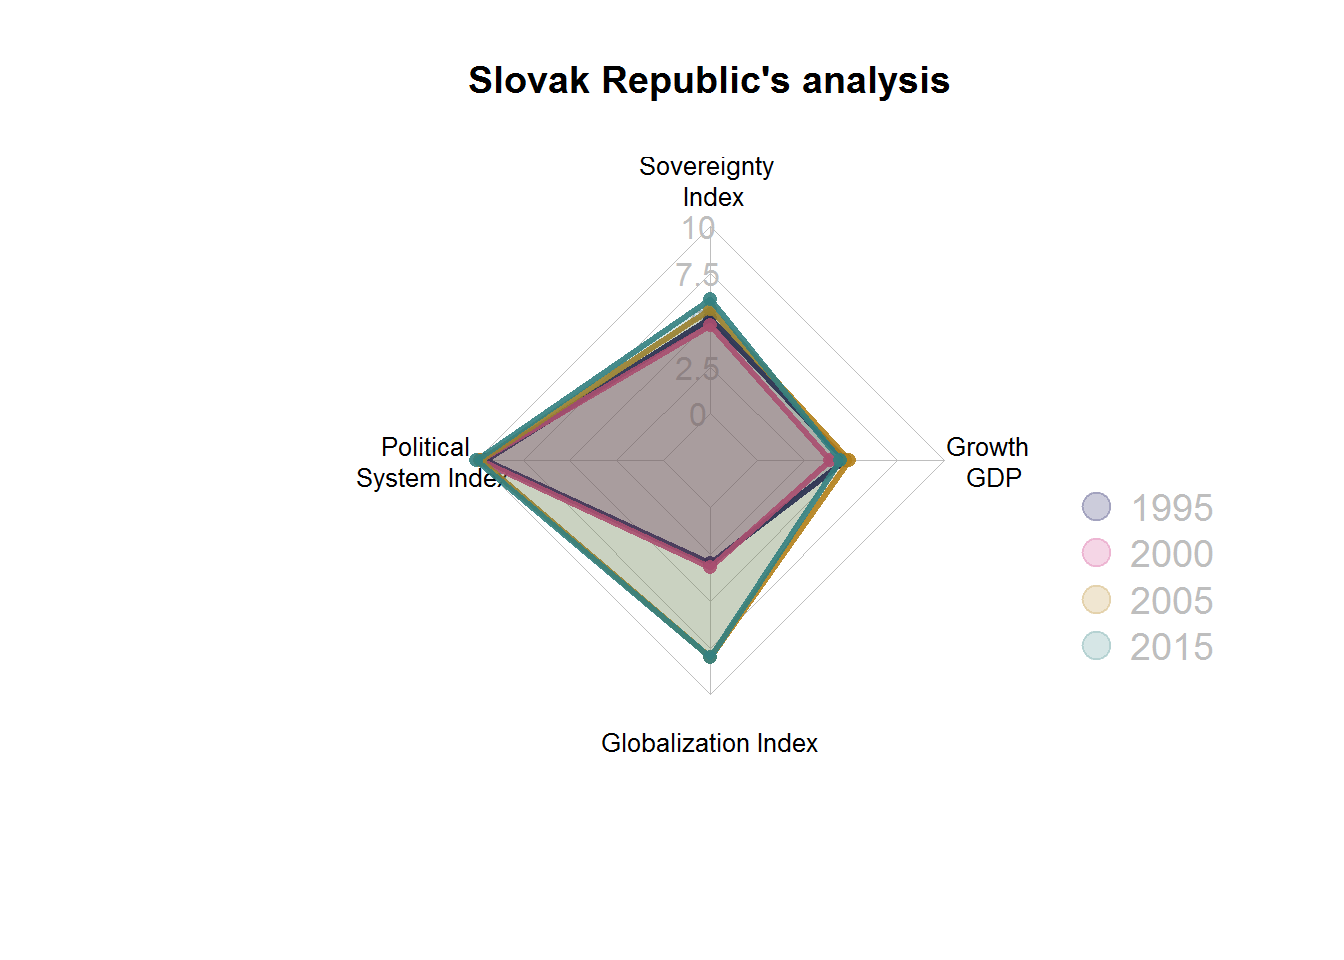 Slovak Republic's analysis
Sovereignty
Index
10
7.5
2.5
0
Political
System Index
Growth
GDP
1995
2000
2005
2015
Globalization Index